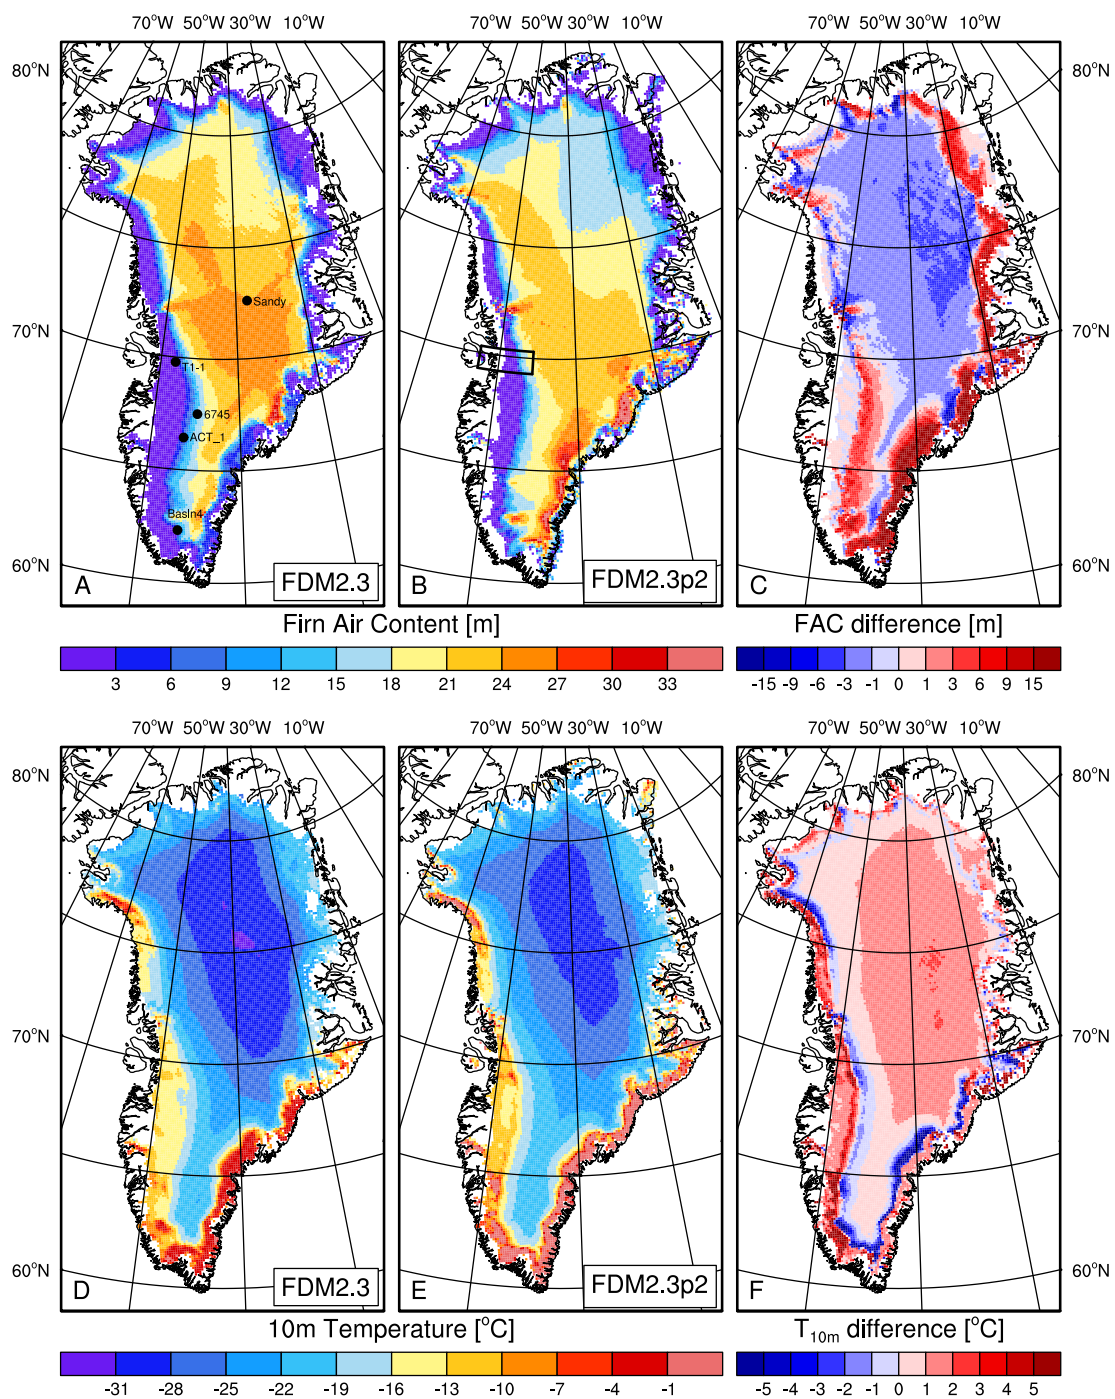 70°W 50°W 30°W 10°W 70°W 50°W 30°W 10°W 70°W 50°W 30°W 10°W
80°N 80°N
Sandy
70°N 70°N
T1-1
6745
ACT_1
BasIn4
60°N 60°N
A FDM2.3 B FDM2.3p2 C
Firn Air Content [m] FAC difference [m]
3 6 9 12 15 18 21 24 27 30 33 -15 -9 -6 -3 -1 0 1 3 6 9 15
70°W 50°W 30°W 10°W 70°W 50°W 30°W 10°W 70°W 50°W 30°W 10°W
80°N 80°N
70°N 70°N
60°N 60°N
D FDM2.3 E FDM2.3p2 F
10m Temperature [°C] T10m difference [°C]
-31 -28 -25 -22 -19 -16 -13 -10 -7 -4 -1 -5 -4 -3 -2 -1 0 1 2 3 4 5